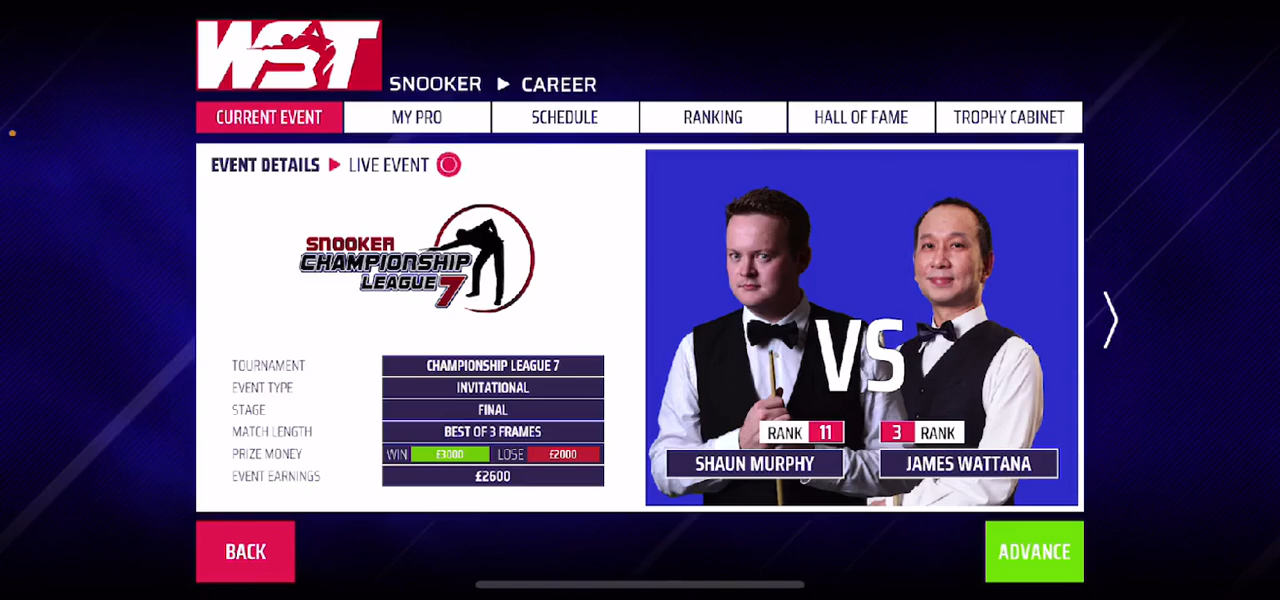 WST
SNOOKER ▶ CAREER
CURRENT EVENT MY PRO SCHEDULE RANKING HALL OF FAME TROPHY CABINET
EVENT DETAILS ▶ LIVE EVENT
SNOOKER
CHAMPIONSHIP
LEAGUE 7
TOURNAMENT CHAMPIONSHIP LEAGUE 7
EVENT TYPE INVITATIONAL
STAGE FINAL
MATCH LENGTH BEST OF 3 FRAMES
PRIZE MONEY WIN £3000 LOSE £2000
EVENT EARNINGS £2600
VS
RANK 11 3 RANK
SHAUN MURPHY JAMES WATTANA
BACK ADVANCE